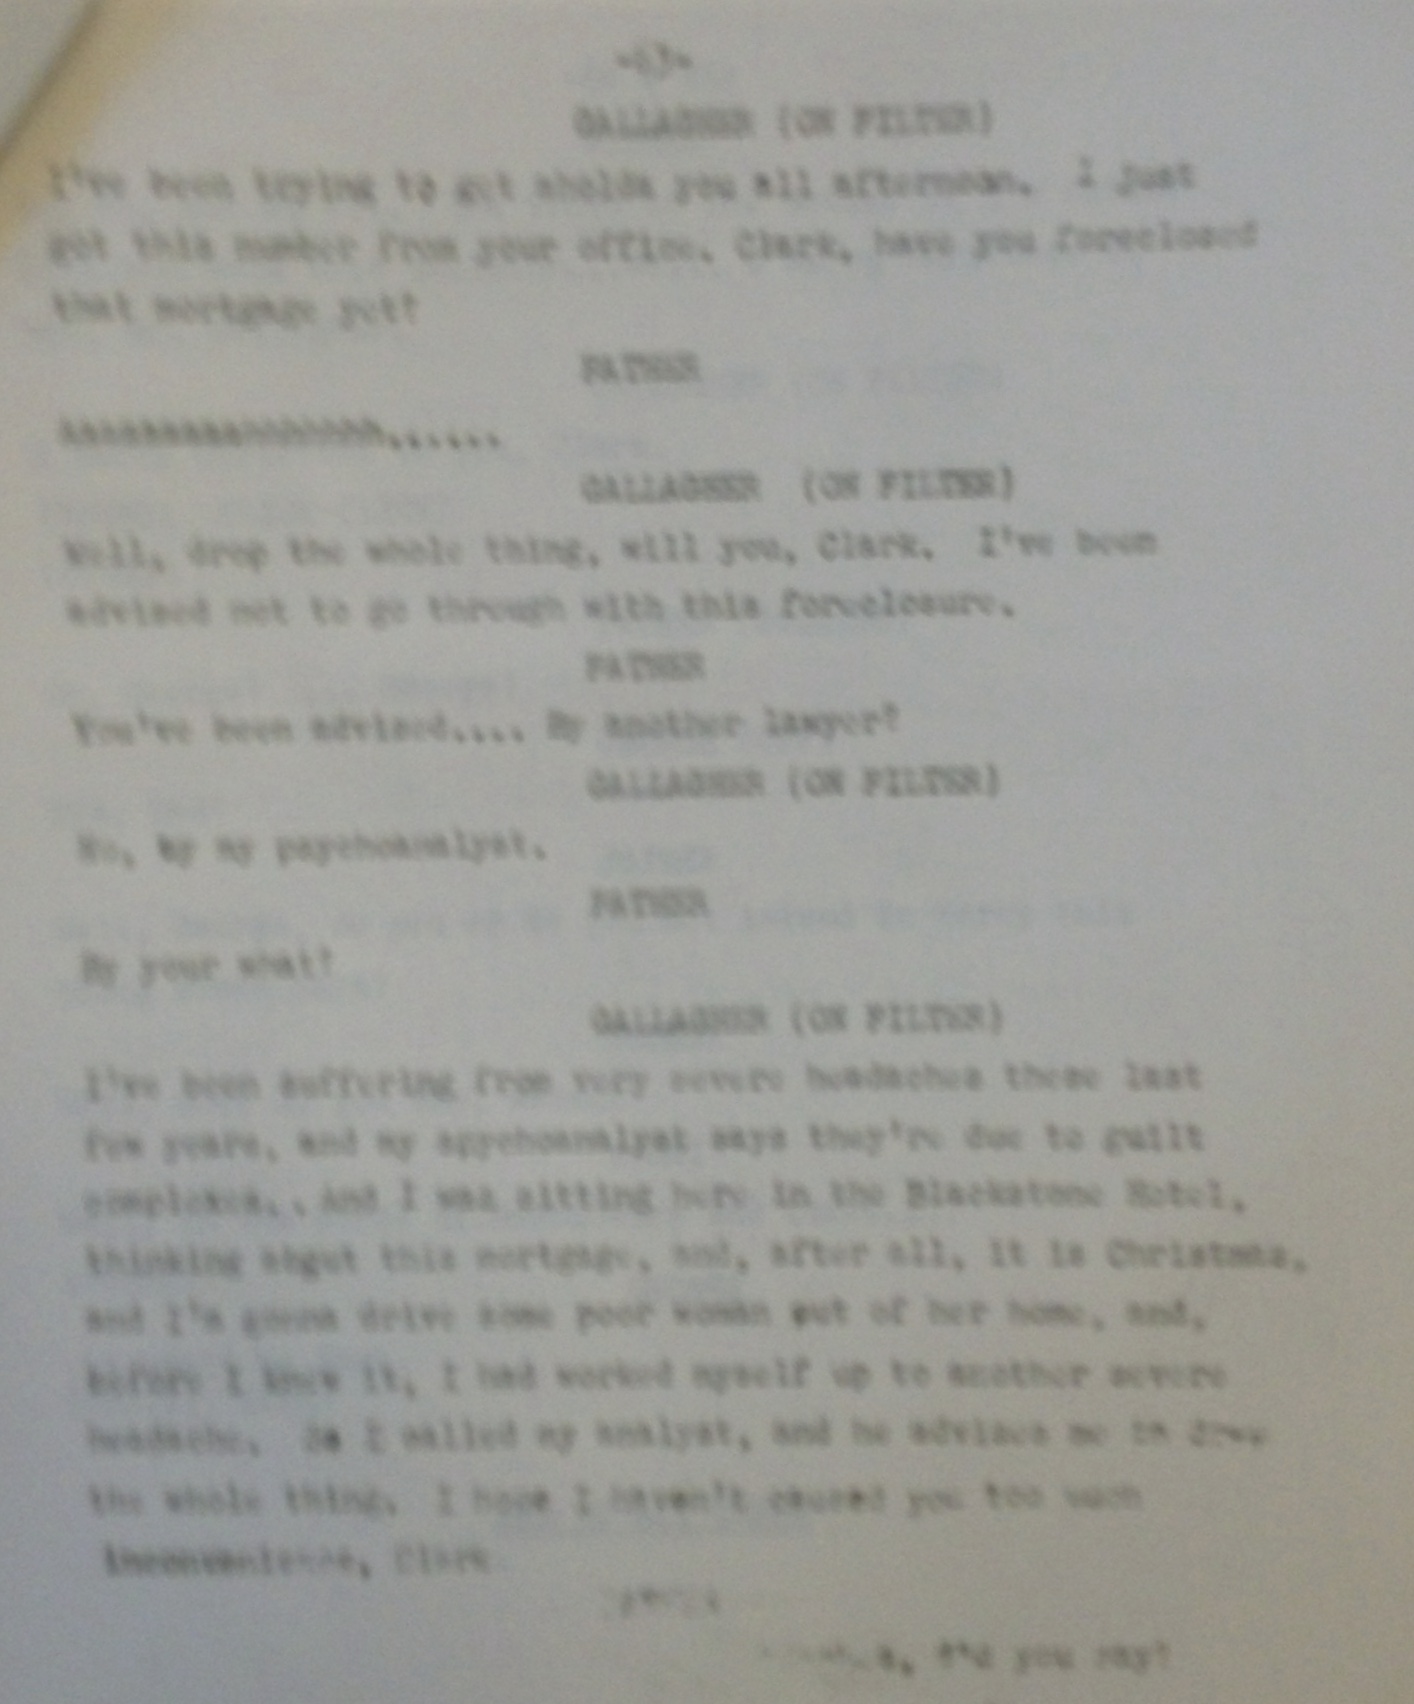 -63-
GALLAGHER (ON FILTER)
I've been trying to get aholda you all afternoon. I just
got this number from your office. Clark, have you foreclosed
that mortgage yet?
FATHER
GALLAGHER (ON FILTER)
Well, drop the whole thing, will you, Clark. I've been
advised not to go through with this foreclosure.
FATHER
You've been advised.... By another lawyer?
GALLAGHER (ON FILTER)
No, by my psychoanalyst.
FATHER
By your what?
GALLAGHER (ON FILTER)
I've been suffering from very severe headaches these last
few years, and my spychoanalyst says they're due to guilt
complexes.. And I was sitting here in the Blackstone Hotel,
thinking about this mortgage, and, after all, it is Christmas,
and I'm gonna drive some poor woman out of her home, and,
before I knew it, I had worked myself up to another severe
headache. So I called my analyst, and he advises me to drop
the whole thing. I hope I haven't caused you too much
inconvenience, Clark
FATHER
you say?